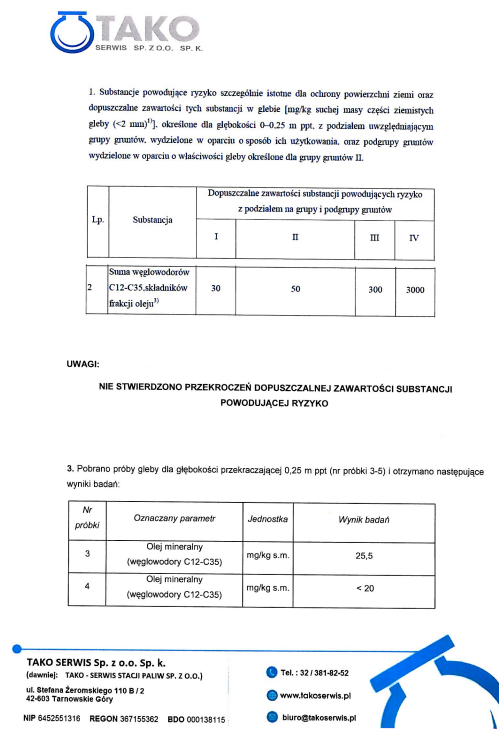 TAKO
SERWIS SP. Z O.O. SP. K.
1. Substancje powodujące ryzyko szczególnie istotne dla ochrony powierzchni ziemi oraz
dopuszczalne zawartości tych substancji w glebie [mg/kg suchej masy części ziemistych
gleby (<2 mm)¹⁾], określone dla głębokości 0–0,25 m ppt, z podziałem uwzględniającym
grupy gruntów, wydzielone w oparciu o sposób ich użytkowania, oraz podgrupy gruntów
wydzielone w oparciu o właściwości gleby określone dla grupy gruntów II.
Lp. Substancja Dopuszczalne zawartości substancji powodujących ryzyko
z podziałem na grupy i podgrupy gruntów
I II III IV
2 Suma węglowodorów
C12-C35,składników
frakcji oleju³⁾ 30 50 300 3000
UWAGI:
NIE STWIERDZONO PRZEKROCZEŃ DOPUSZCZALNEJ ZAWARTOŚCI SUBSTANCJI
POWODUJĄCEJ RYZYKO
3. Pobrano próby gleby dla głębokości przekraczającej 0,25 m ppt (nr próbki 3-5) i otrzymano następujące
wyniki badań:
Nr
próbki Oznaczany parametr Jednostka Wynik badań
3 Olej mineralny
(węglowodory C12-C35) mg/kg s.m. 25,5
4 Olej mineralny
(węglowodory C12-C35) mg/kg s.m. < 20
TAKO SERWIS Sp. z o.o. Sp. k.
(dawniej: TAKO - SERWIS STACJI PALIW SP. Z O.O.)
ul. Stefana Żeromskiego 110 B / 2
42-603 Tarnowskie Góry
NIP 6452551316 REGON 367155362 BDO 000138115
Tel. : 32 / 381-82-52
www.takoserwis.pl
biuro@takoserwis.pl